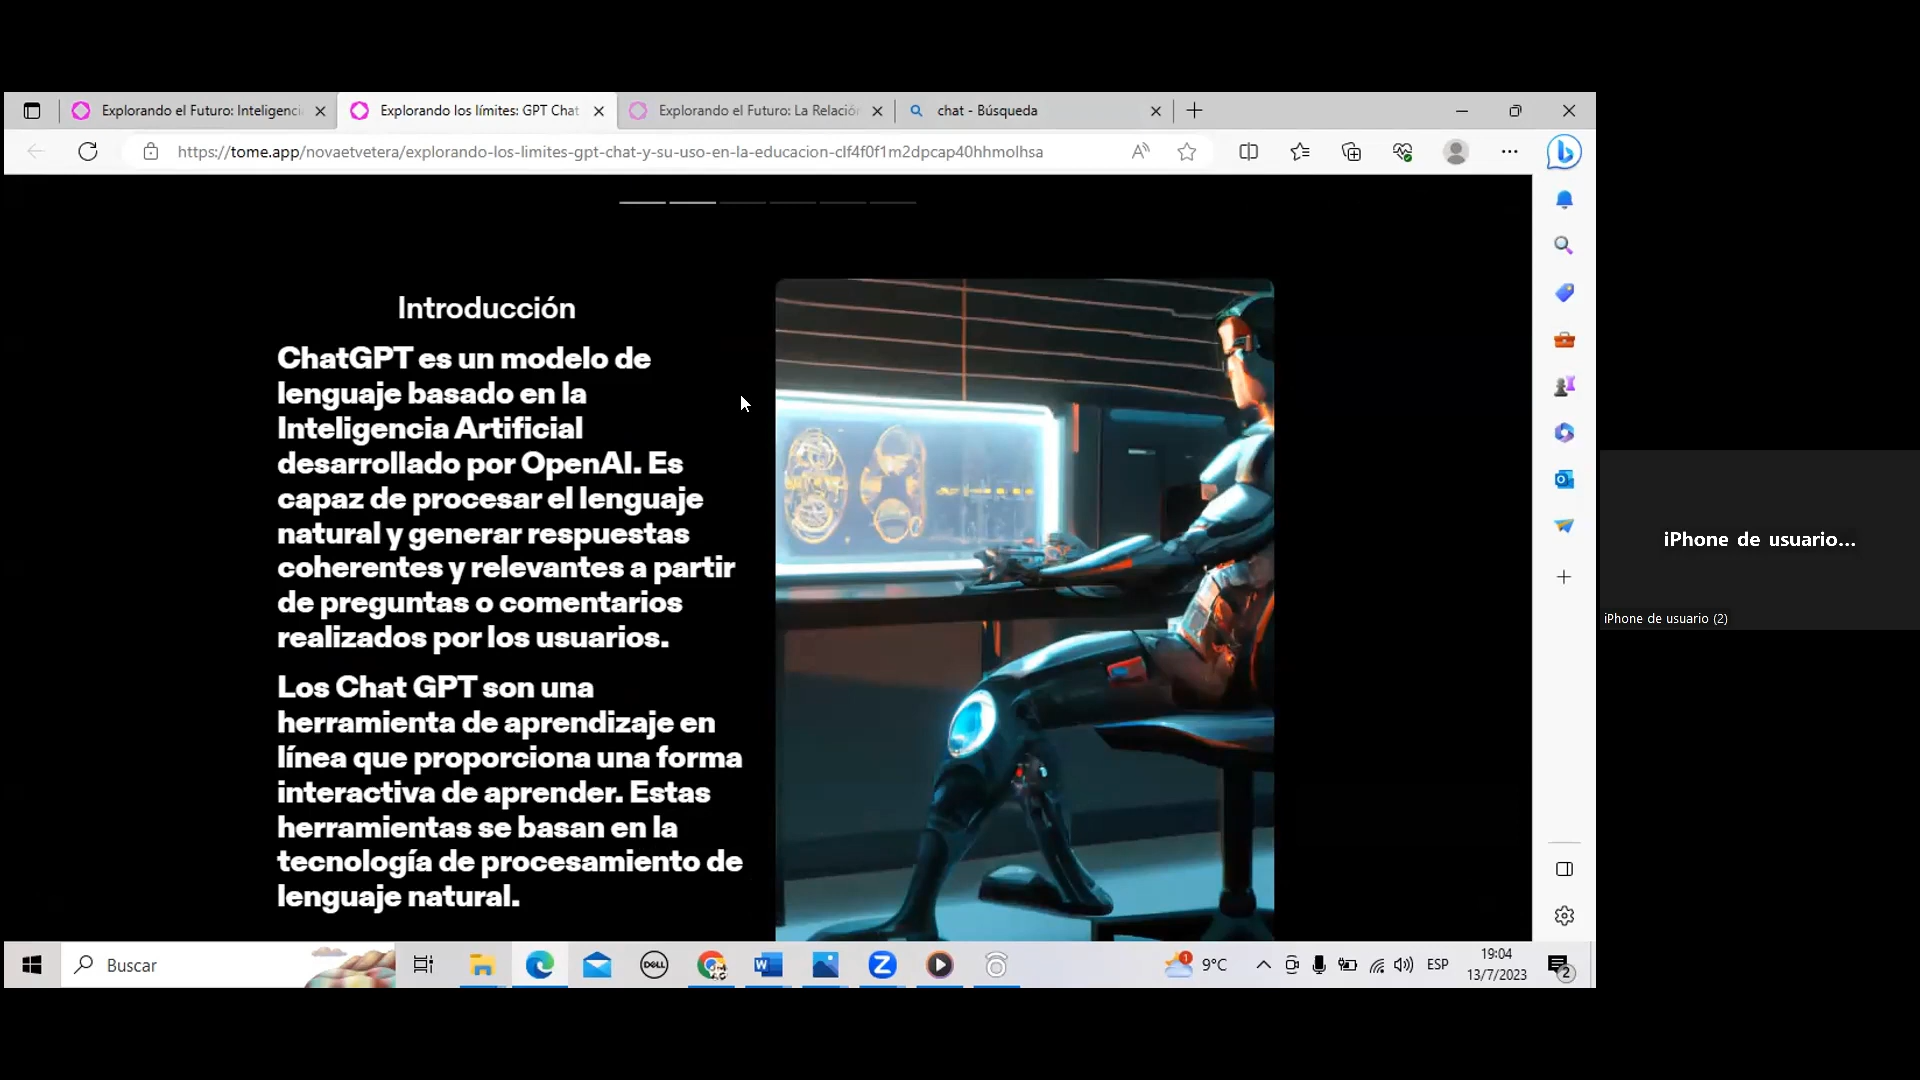 Explorando el Futuro: Inteligenci
Explorando los límites: GPT Chat
Explorando el Futuro: La Relación
chat - Búsqueda
https://tome.app/novaetvetera/explorando-los-limites-gpt-chat-y-su-uso-en-la-educacion-clf4f0f1m2dpcap40hhmolhsa
Introducción
ChatGPT es un modelo de
lenguaje basado en la
Inteligencia Artificial
desarrollado por OpenAI. Es
capaz de procesar el lenguaje
natural y generar respuestas
coherentes y relevantes a partir
de preguntas o comentarios
realizados por los usuarios.
Los Chat GPT son una
herramienta de aprendizaje en
línea que proporciona una forma
interactiva de aprender. Estas
herramientas se basan en la
tecnología de procesamiento de
lenguaje natural.
iPhone de usuario...
iPhone de usuario (2)
Buscar
DELL
1
9°C
ESP
19:04
13/7/2023
2